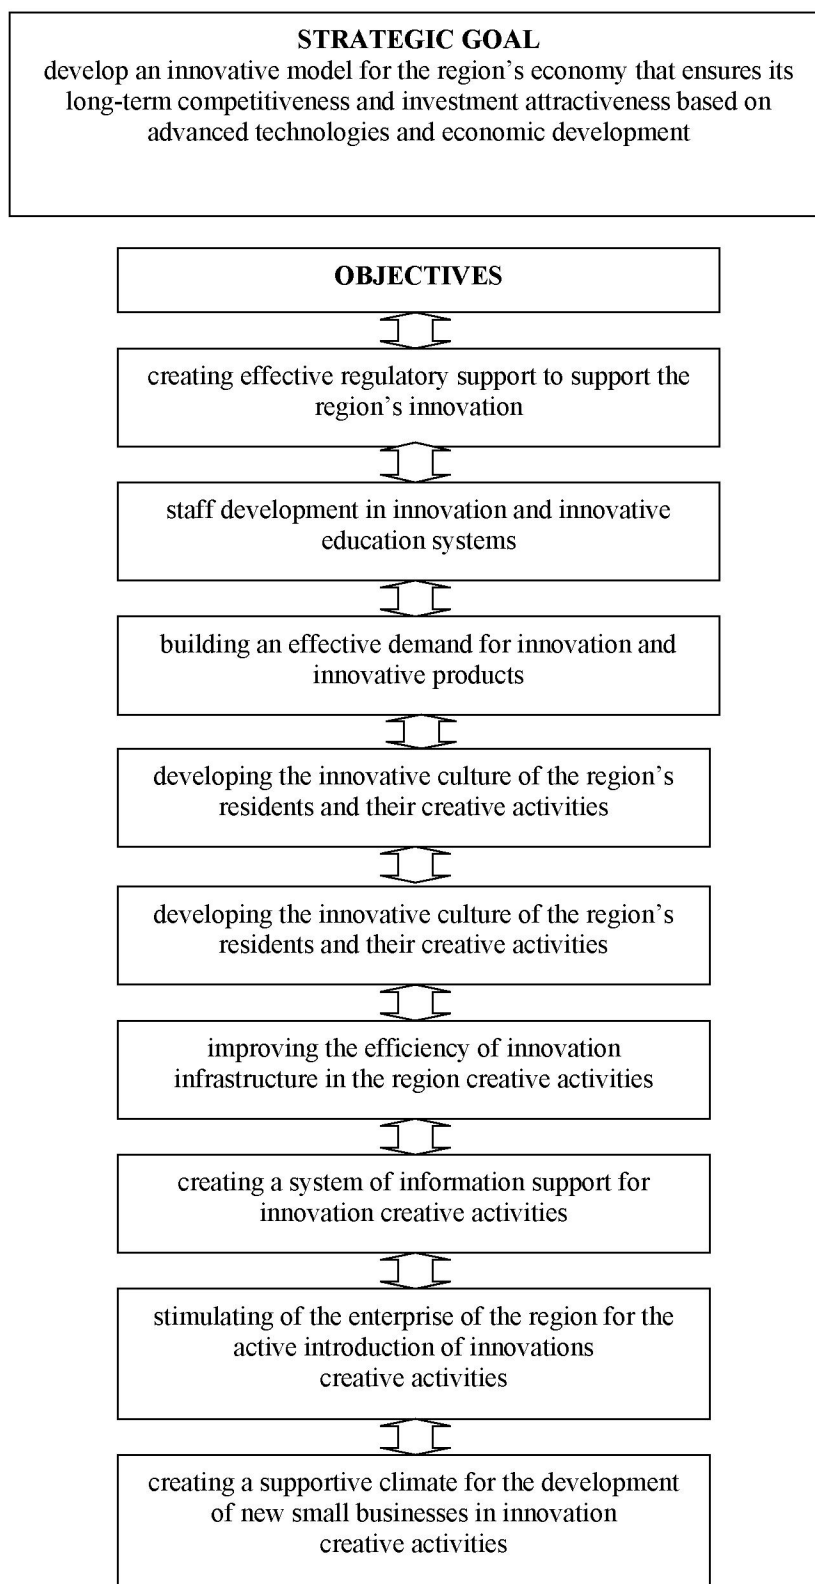 STRATEGIC GOAL
develop an innovative model for the region’s economy that ensures its
long-term competitiveness and investment attractiveness based on
advanced technologies and economic development
OBJECTIVES
creating effective regulatory support to support the
region’s innovation
staff development in innovation and innovative
education systems
building an effective demand for innovation and
innovative products
developing the innovative culture of the region’s
residents and their creative activities
developing the innovative culture of the region’s
residents and their creative activities
improving the efficiency of innovation
infrastructure in the region creative activities
creating a system of information support for
innovation creative activities
stimulating of the enterprise of the region for the
active introduction of innovations
creative activities
creating a supportive climate for the development
of new small businesses in innovation
creative activities